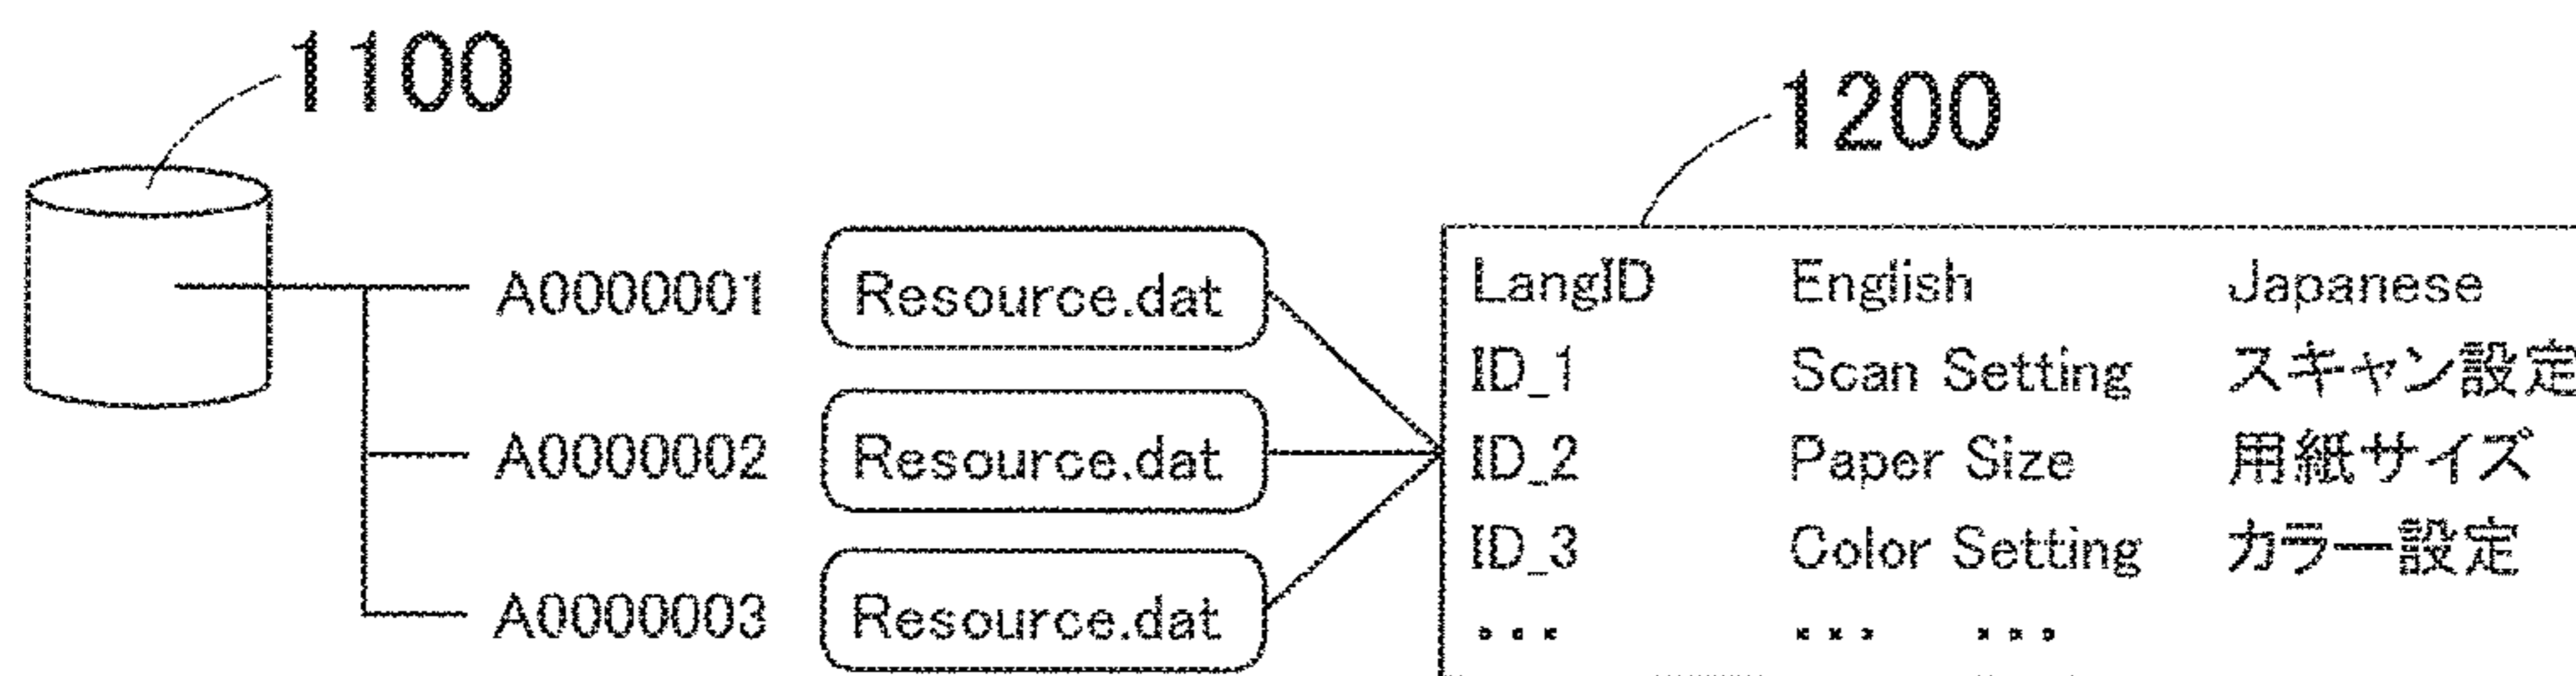 1100
1200
A0000001 Resource.dat
A0000002 Resource.dat
A0000003 Resource.dat
LangID English Japanese
ID_1 Scan Setting スキャン設定
ID_2 Paper Size 用紙サイズ
ID_3 Color Setting カラー設定
... ... ...